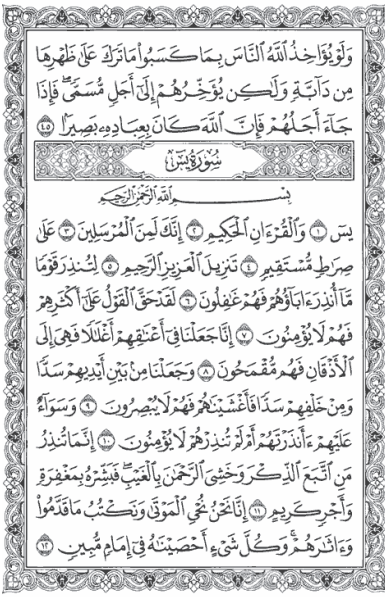 وَلَوْ يُؤَاخِذُ ٱللَّهُ ٱلنَّاسَ بِمَا كَسَبُوا۟ مَا تَرَكَ عَلَىٰ ظَهْرِهَا
مِن دَآبَّةٍ وَلَـٰكِن يُؤَخِّرُهُمْ إِلَىٰٓ أَجَلٍ مُّسَمًّى ۖ فَإِذَا
جَآءَ أَجَلُهُمْ فَإِنَّ ٱللَّهَ كَانَ بِعِبَادِهِۦ بَصِيرًۢا ٤٥
سُورَةُ يسٓ
بِسْمِ ٱللَّهِ ٱلرَّحْمَـٰنِ ٱلرَّحِيمِ
يسٓ ١ وَٱلْقُرْءَانِ ٱلْحَكِيمِ ٢ إِنَّكَ لَمِنَ ٱلْمُرْسَلِينَ ٣ عَلَىٰ
صِرَٰطٍ مُّسْتَقِيمٍ ٤ تَنزِيلَ ٱلْعَزِيزِ ٱلرَّحِيمِ ٥ لِتُنذِرَ قَوْمًا
مَّآ أُنذِرَ ءَابَآؤُهُمْ فَهُمْ غَـٰفِلُونَ ٦ لَقَدْ حَقَّ ٱلْقَوْلُ عَلَىٰٓ أَكْثَرِهِمْ
فَهُمْ لَا يُؤْمِنُونَ ٧ إِنَّا جَعَلْنَا فِىٓ أَعْنَـٰقِهِمْ أَغْلَـٰلًا فَهِىَ إِلَى
ٱلْأَذْقَانِ فَهُم مُّقْمَحُونَ ٨ وَجَعَلْنَا مِنۢ بَيْنِ أَيْدِيهِمْ سَدًّا
وَمِنْ خَلْفِهِمْ سَدًّا فَأَغْشَيْنَـٰهُمْ فَهُمْ لَا يُبْصِرُونَ ٩ وَسَوَآءٌ
عَلَيْهِمْ ءَأَنذَرْتَهُمْ أَمْ لَمْ تُنذِرْهُمْ لَا يُؤْمِنُونَ ١٠ إِنَّمَا تُنذِرُ
مَنِ ٱتَّبَعَ ٱلذِّكْرَ وَخَشِىَ ٱلرَّحْمَـٰنَ بِٱلْغَيْبِ ۖ فَبَشِّرْهُ بِمَغْفِرَةٍ
وَأَجْرٍ كَرِيمٍ ١١ إِنَّا نَحْنُ نُحْىِ ٱلْمَوْتَىٰ وَنَكْتُبُ مَا قَدَّمُوا۟
وَءَاثَـٰرَهُمْ ۚ وَكُلَّ شَىْءٍ أَحْصَيْنَـٰهُ فِىٓ إِمَامٍ مُّبِينٍ ١٢